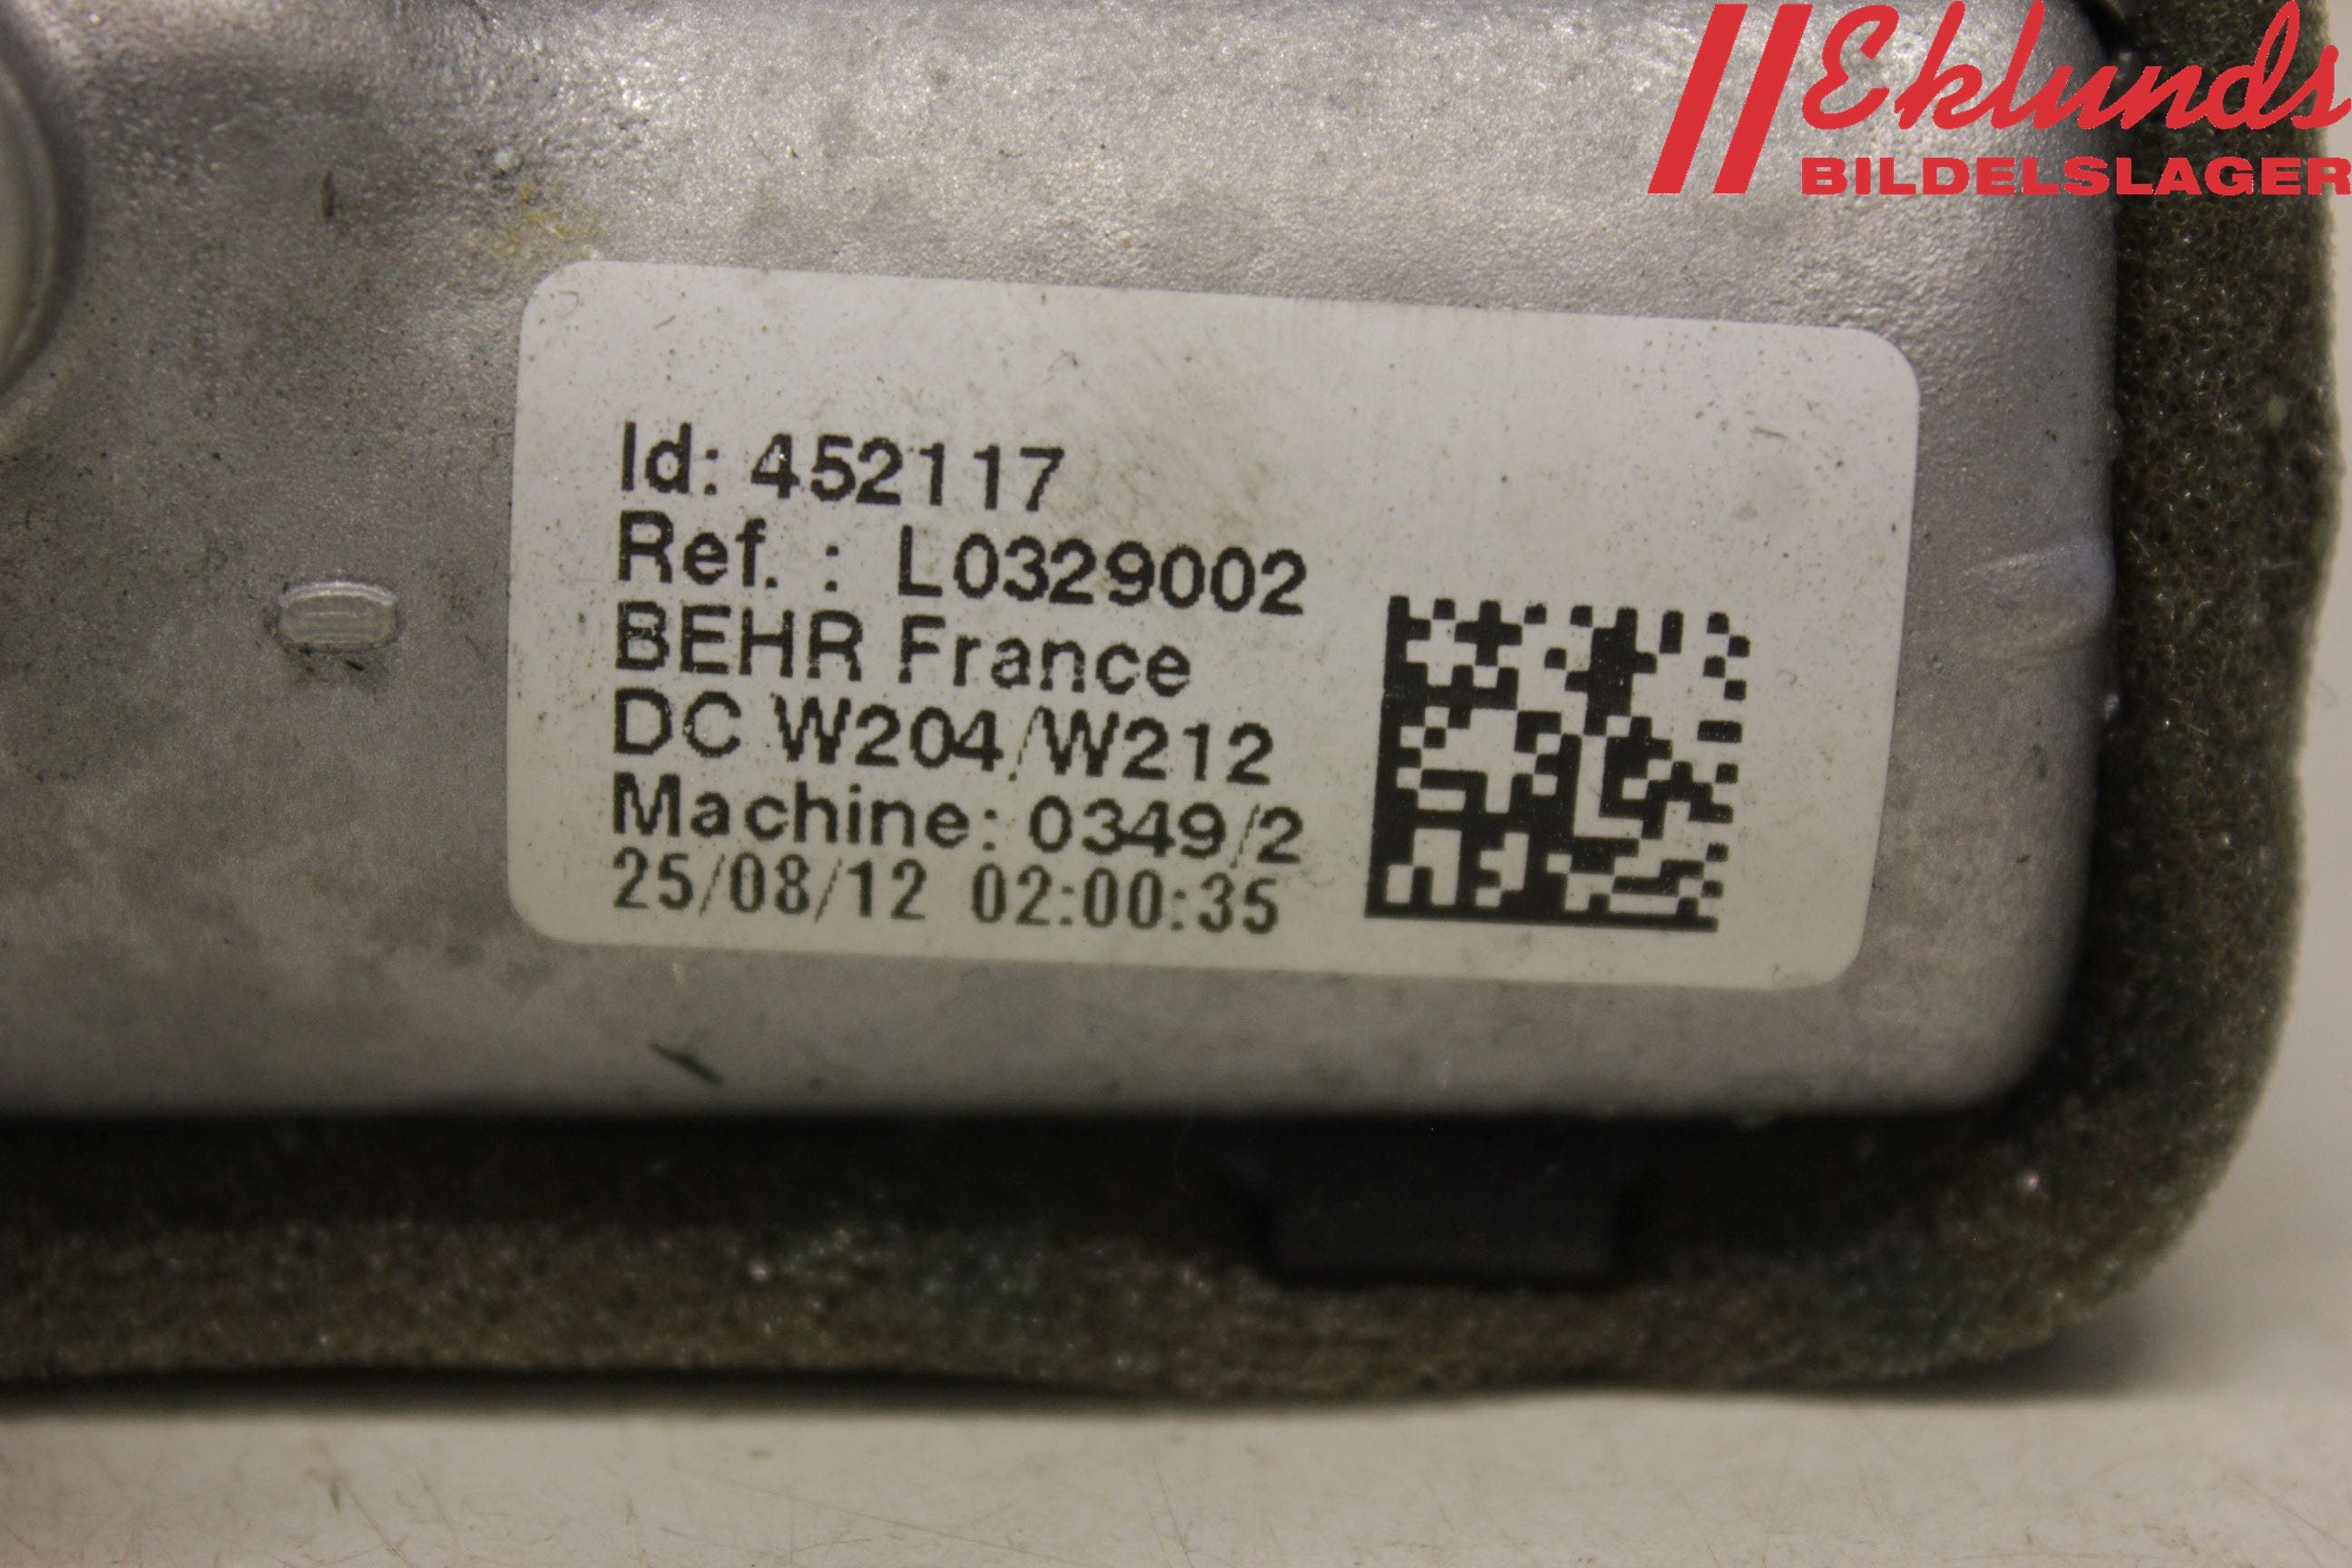 Eklunds
BILDELSLAGER
Id: 452117
Ref. : L0329002
BEHR France
DC W204/W212
Machine: 0349/2
25/08/12 02:00:35